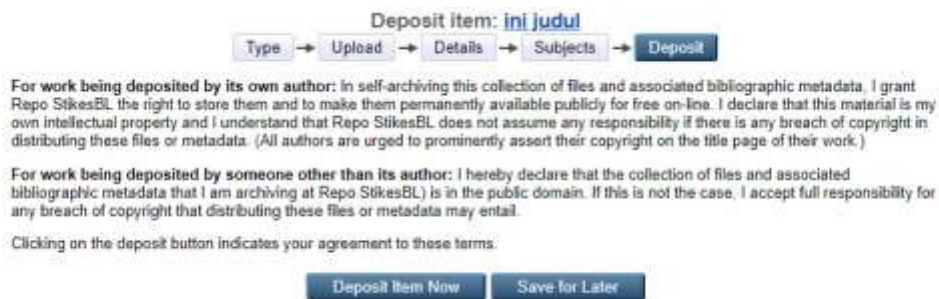 Deposit item: ini judul
Type → Upload → Details → Subjects → Deposit
For work being deposited by its own author: In self-archiving this collection of files and associated bibliographic metadata, I grant
Repo StikesBL the right to store them and to make them permanently available publicly for free on-line. I declare that this material is my
own intellectual property and I understand that Repo StikesBL does not assume any responsibility if there is any breach of copyright in
distributing these files or metadata. (All authors are urged to prominently assert their copyright on the title page of their work.)
For work being deposited by someone other than its author: I hereby declare that the collection of files and associated
bibliographic metadata that I am archiving at Repo StikesBL) is in the public domain. If this is not the case, I accept full responsibility for
any breach of copyright that distributing these files or metadata may entail.
Clicking on the deposit button indicates your agreement to these terms.
Deposit Item Now Save for Later